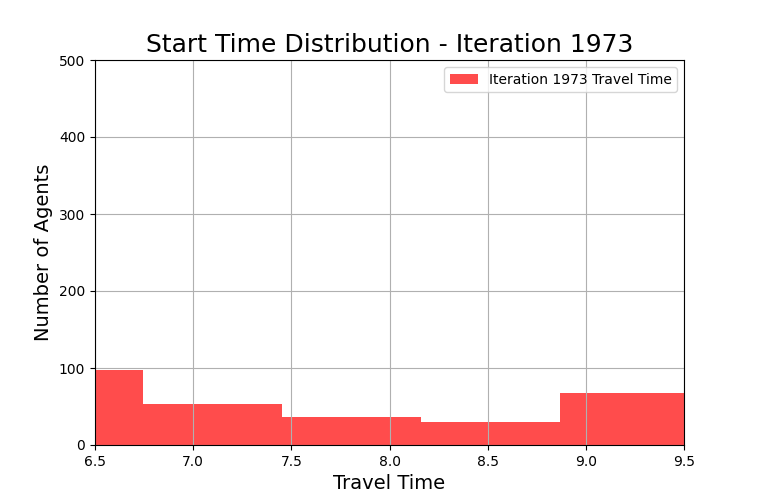 Start Time Distribution - Iteration 1973
500
400
300
200
100
0
Number of Agents
Iteration 1973 Travel Time
6.5 7.0 7.5 8.0 8.5 9.0 9.5
Travel Time